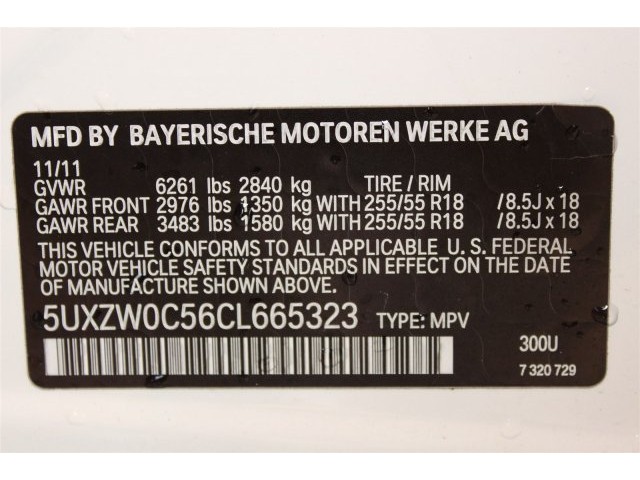 MFD BY BAYERISCHE MOTOREN WERKE AG
11/11
GVWR 6261 lbs 2840 kg TIRE / RIM
GAWR FRONT 2976 lbs 1350 kg WITH 255/55 R18 / 8.5J x 18
GAWR REAR 3483 lbs 1580 kg WITH 255/55 R18 / 8.5J x 18
THIS VEHICLE CONFORMS TO ALL APPLICABLE U. S. FEDERAL
MOTOR VEHICLE SAFETY STANDARDS IN EFFECT ON THE DATE
OF MANUFACTURE SHOWN ABOVE.
5UXZW0C56CL665323 TYPE: MPV
300U
7 320 729